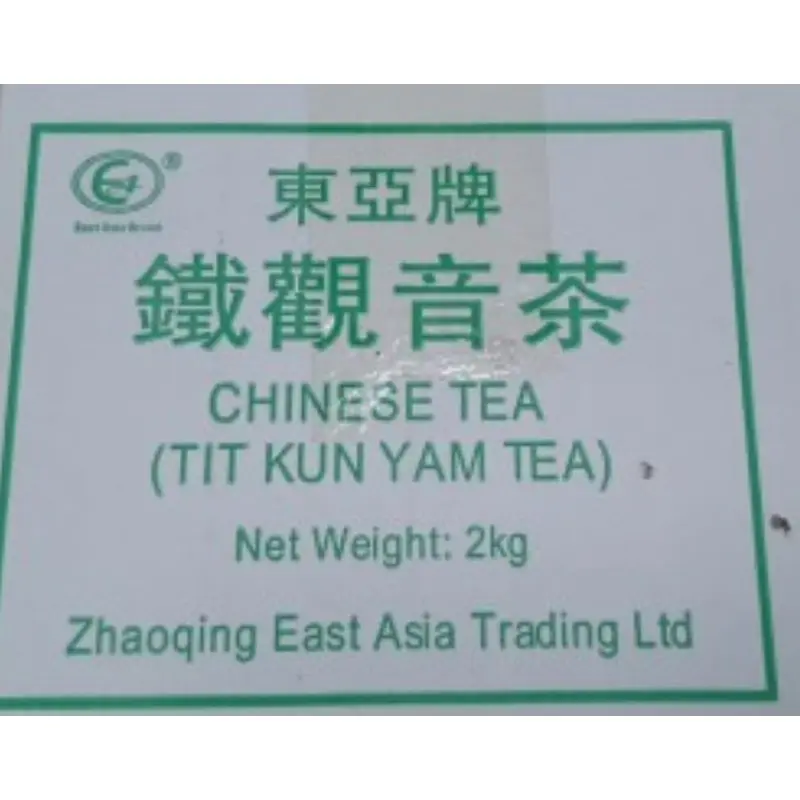 ®
東亞牌
East Asia Brand
鐵觀音茶
CHINESE TEA
(TIT KUN YAM TEA)
Net Weight: 2kg
Zhaoqing East Asia Trading Ltd